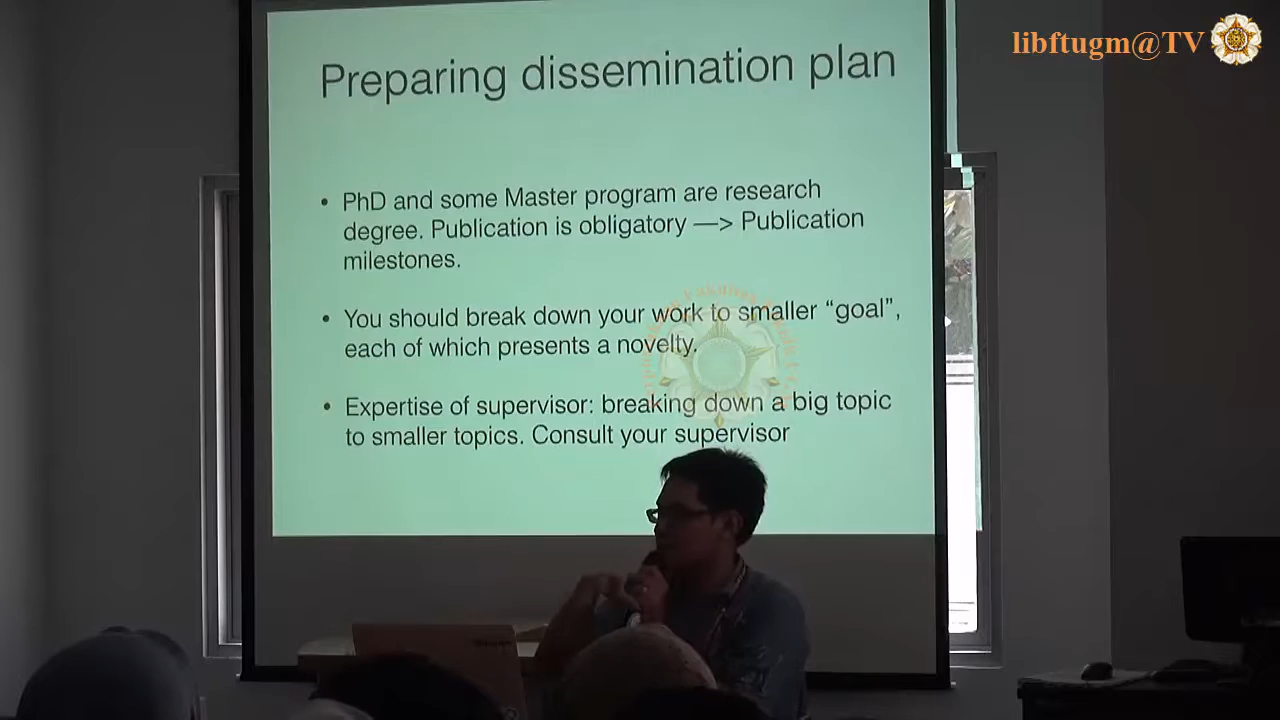 libftugm@TV
Preparing dissemination plan
• PhD and some Master program are research
degree. Publication is obligatory —> Publication
milestones.
• You should break down your work to smaller “goal”,
each of which presents a novelty.
• Expertise of supervisor: breaking down a big topic
to smaller topics. Consult your supervisor